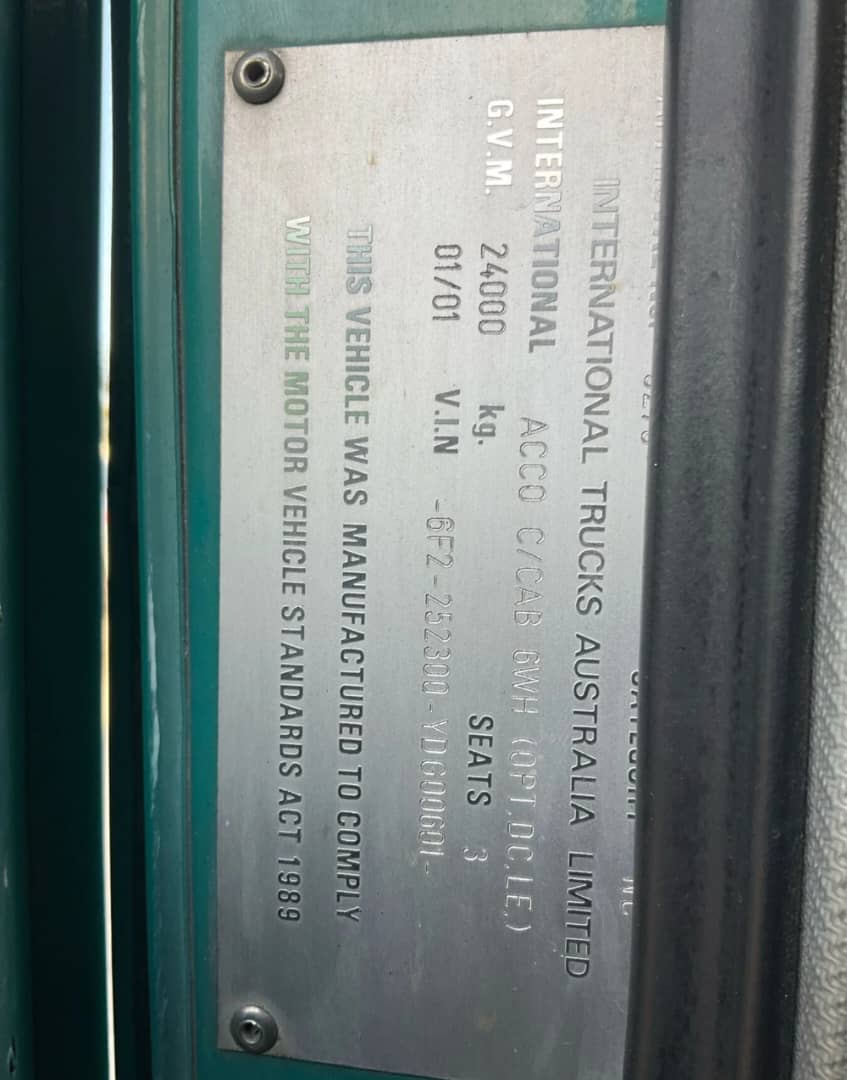 INTERNATIONAL TRUCKS AUSTRALIA LIMITED
INTERNATIONAL ACCO C/CAB 6WH (OPT.DC.LE.)
G.V.M. 24000 kg. SEATS 3
01/01 V.I.N -6F2-252300-YDG00601-
THIS VEHICLE WAS MANUFACTURED TO COMPLY
WITH THE MOTOR VEHICLE STANDARDS ACT 1989